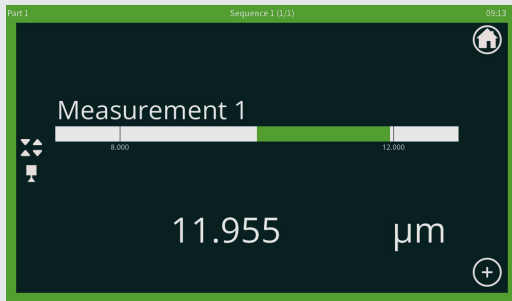 Part 1
Sequence 1 (1/1)
09:13
Measurement 1
8.000
12.000
11.955
µm